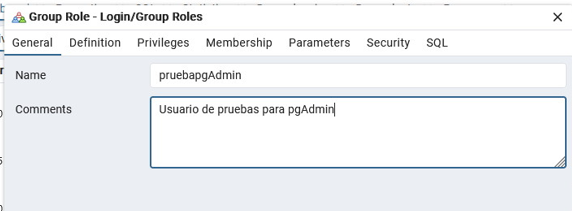 Group Role - Login/Group Roles
General Definition Privileges Membership Parameters Security SQL
Name pruebapgAdmin
Comments Usuario de pruebas para pgAdmin